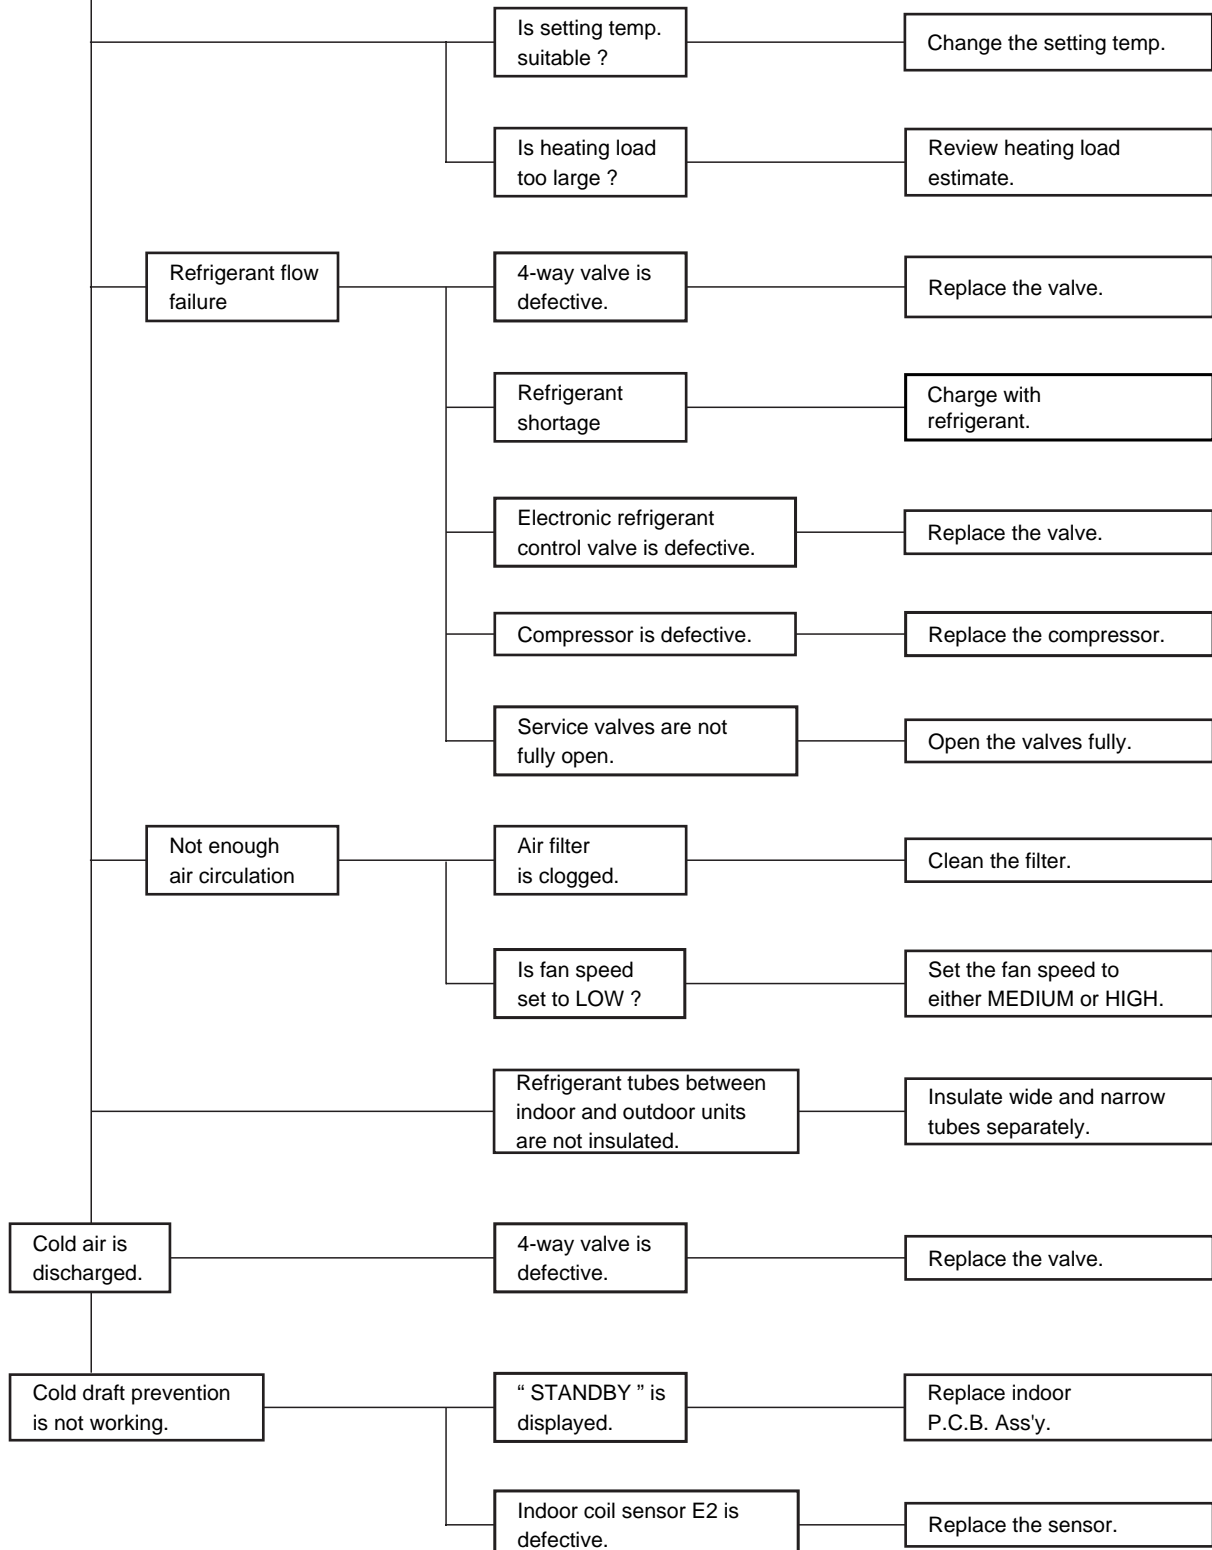 Is setting temp.
suitable ?
Change the setting temp.
Is heating load
too large ?
Review heating load
estimate.
Refrigerant flow
failure
4-way valve is
defective.
Replace the valve.
Refrigerant
shortage
Charge with
refrigerant.
Electronic refrigerant
control valve is defective.
Replace the valve.
Compressor is defective.
Replace the compressor.
Service valves are not
fully open.
Open the valves fully.
Not enough
air circulation
Air filter
is clogged.
Clean the filter.
Is fan speed
set to LOW ?
Set the fan speed to
either MEDIUM or HIGH.
Refrigerant tubes between
indoor and outdoor units
are not insulated.
Insulate wide and narrow
tubes separately.
Cold air is
discharged.
4-way valve is
defective.
Replace the valve.
Cold draft prevention
is not working.
“ STANDBY ” is
displayed.
Replace indoor
P.C.B. Ass'y.
Indoor coil sensor E2 is
defective.
Replace the sensor.